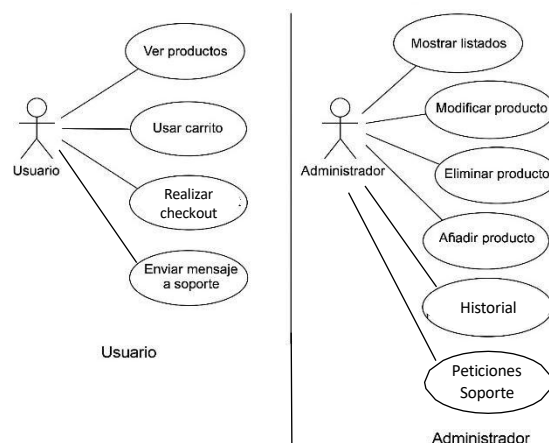 Ver productos
Usar carrito
Usuario
Realizar
checkout
Enviar mensaje
a soporte
Usuario
Mostrar listados
Modificar producto
Administrador
Eliminar producto
Añadir producto
Historial
Peticiones
Soporte
Administrador